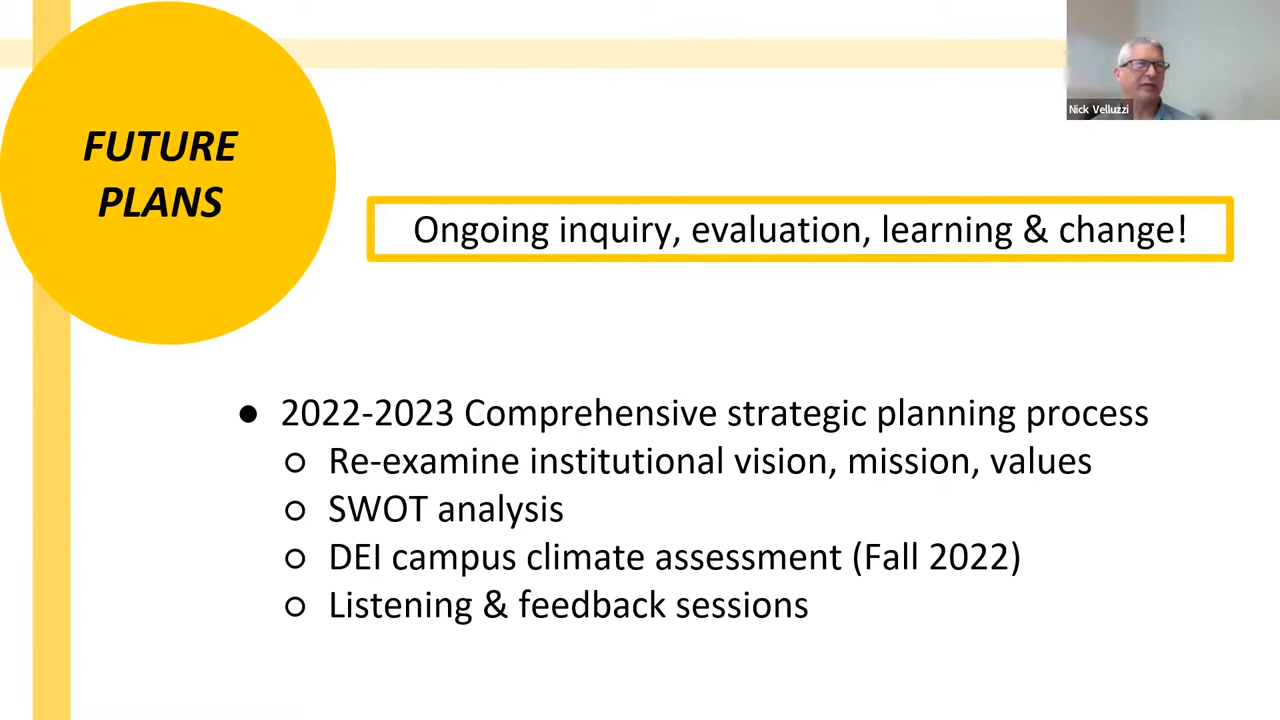 FUTURE
PLANS
Nick Velluzzi
Ongoing inquiry, evaluation, learning & change!
● 2022-2023 Comprehensive strategic planning process
○ Re-examine institutional vision, mission, values
○ SWOT analysis
○ DEI campus climate assessment (Fall 2022)
○ Listening & feedback sessions